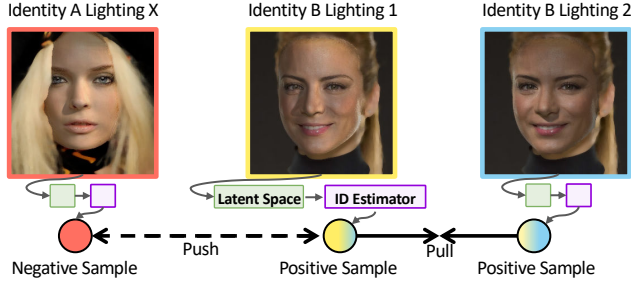 Identity A Lighting X
Identity B Lighting 1
Identity B Lighting 2
Latent Space
ID Estimator
Push
Pull
Negative Sample
Positive Sample
Positive Sample